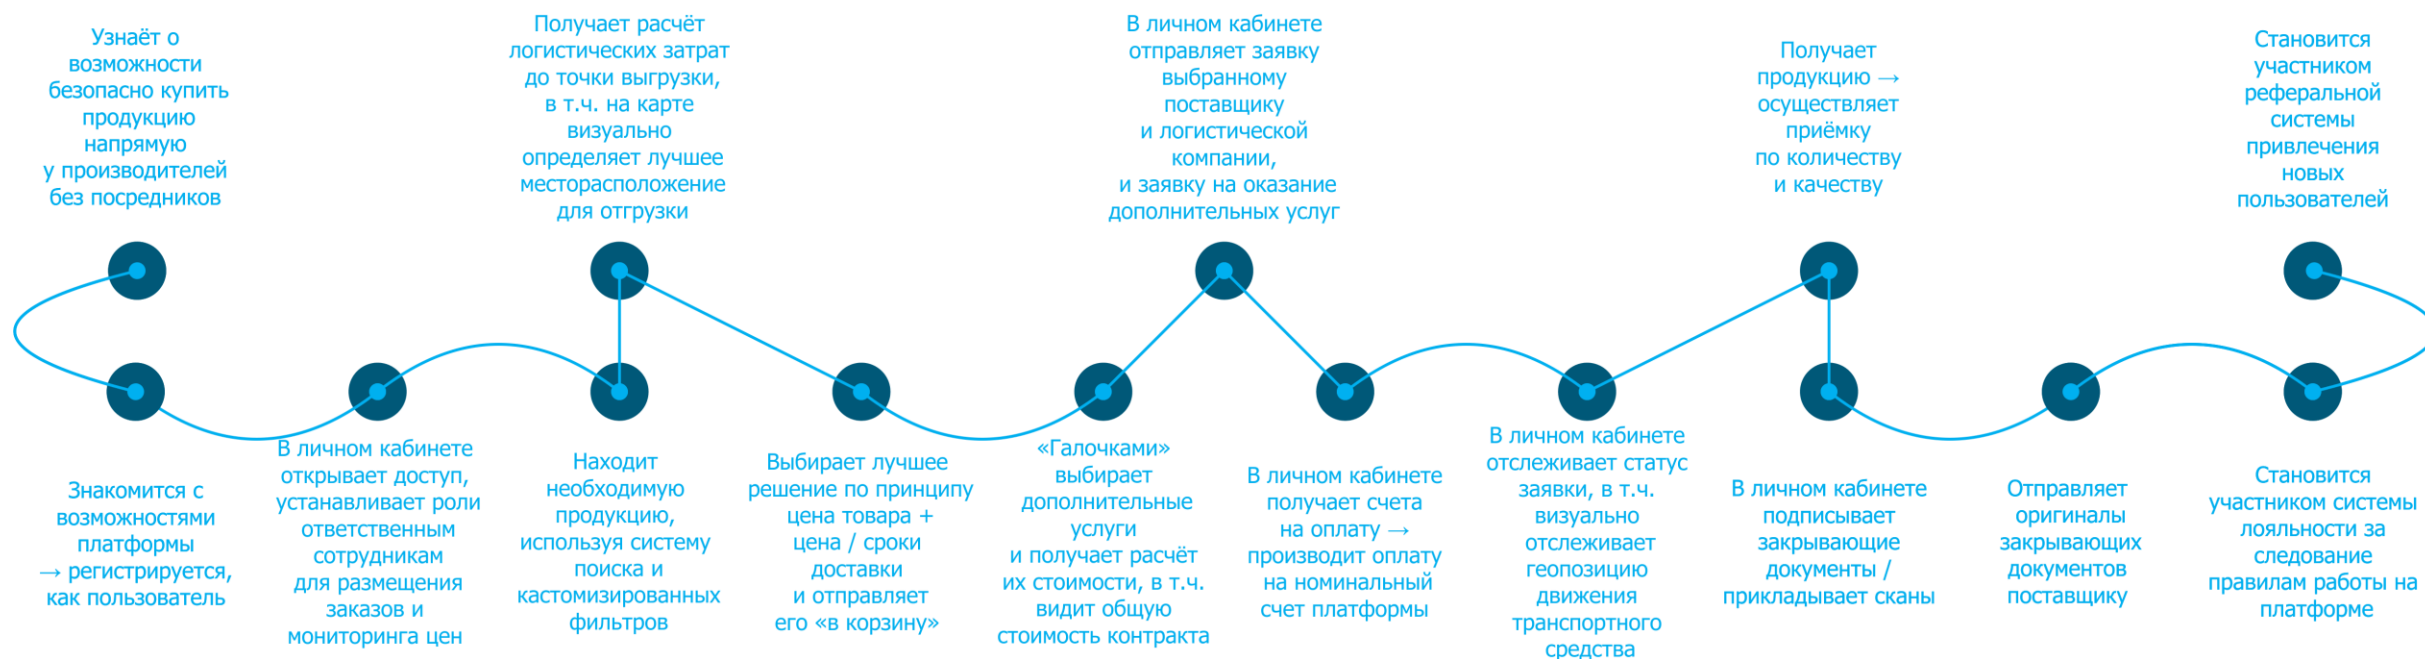 Узнаёт о
возможности
безопасно купить
продукцию
напрямую
у производителей
без посредников
Знакомится с
возможностями
платформы
→ регистрируется,
как пользователь
В личном кабинете
открывает доступ,
устанавливает роли
ответственным
сотрудникам
для размещения
заказов и
мониторинга цен
Находит
необходимую
продукцию,
используя систему
поиска и
кастомизированных
фильтров
Получает расчёт
логистических затрат
до точки выгрузки,
в т.ч. на карте
визуально
определяет лучшее
месторасположение
для отгрузки
Выбирает лучшее
решение по принципу
цена товара +
цена / сроки
доставки
и отправляет
его «в корзину»
«Галочками»
выбирает
дополнительные
услуги
и получает расчёт
их стоимости, в т.ч.
видит общую
стоимость контракта
В личном кабинете
отправляет заявку
выбранному
поставщику
и логистической
компании,
и заявку на оказание
дополнительных услуг
В личном кабинете
получает счета
на оплату →
производит оплату
на номинальный
счет платформы
В личном кабинете
отслеживает статус
заявки, в т.ч.
визуально
отслеживает
геопозицию
движения
транспортного
средства
Получает
продукцию →
осуществляет
приёмку
по количеству
и качеству
В личном кабинете
подписывает
закрывающие
документы /
прикладывает сканы
Отправляет
оригиналы
закрывающих
документов
поставщику
Становится
участником системы
лояльности за
следование
правилам работы на
платформе
Становится
участником
реферальной
системы
привлечения
новых
пользователей